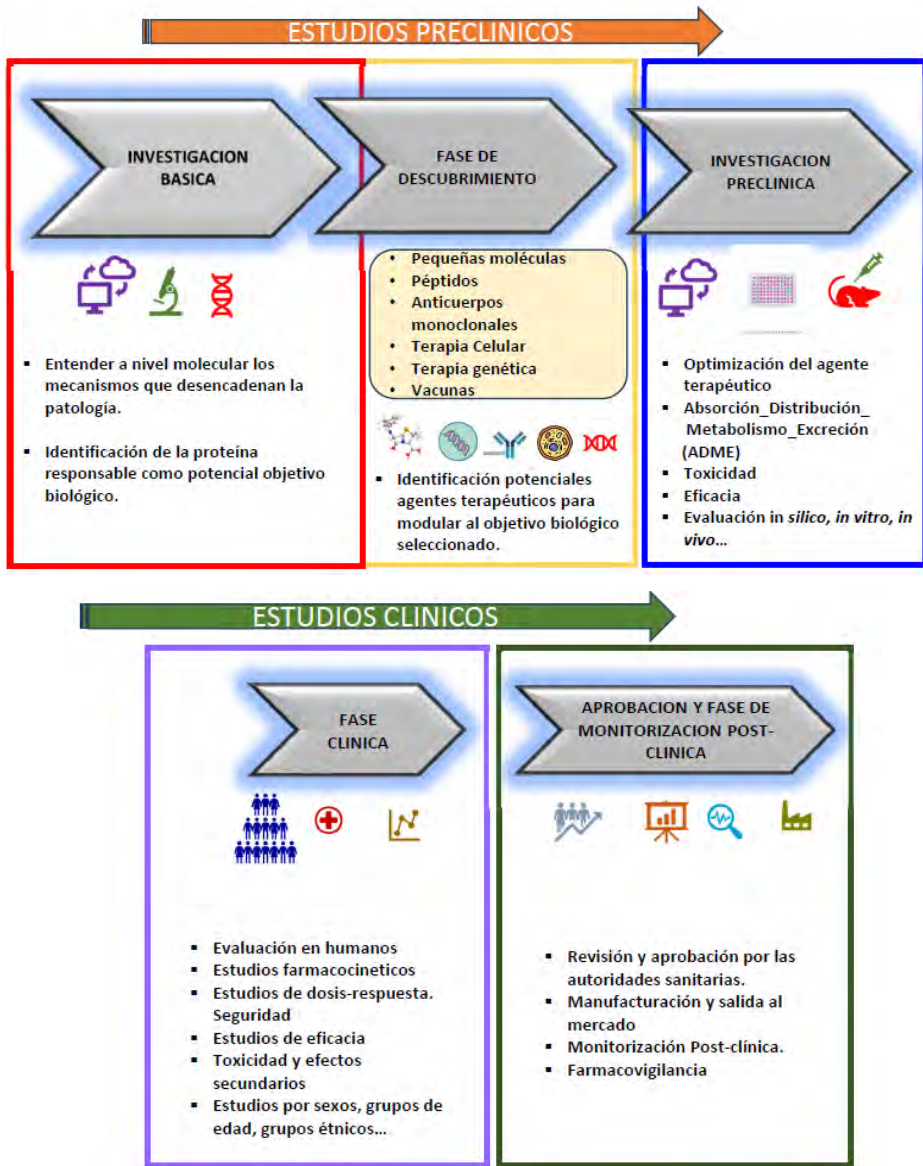 ESTUDIOS PRECLINICOS
INVESTIGACION
BASICA
▪ Entender a nivel molecular los
mecanismos que desencadenan la
patología.
▪ Identificación de la proteína
responsable como potencial objetivo
biológico.
FASE DE
DESCUBRIMIENTO
• Pequeñas moléculas
• Péptidos
• Anticuerpos
monoclonales
• Terapia Celular
• Terapia genética
• Vacunas
▪ Identificación potenciales
agentes terapéuticos para
modular al objetivo biológico
seleccionado.
INVESTIGACION
PRECLINICA
▪ Optimización del agente
terapéutico
▪ Absorción_Distribución_
Metabolismo_Excreción
(ADME)
▪ Toxicidad
▪ Eficacia
▪ Evaluación in silico, in vitro, in
vivo...
ESTUDIOS CLINICOS
FASE
CLINICA
▪ Evaluación en humanos
▪ Estudios farmacocineticos
▪ Estudios de dosis-respuesta.
Seguridad
▪ Estudios de eficacia
▪ Toxicidad y efectos
secundarios
▪ Estudios por sexos, grupos de
edad, grupos étnicos...
APROBACION Y FASE DE
MONITORIZACION POST-
CLINICA
▪ Revisión y aprobación por las
autoridades sanitarias.
▪ Manufacturación y salida al
mercado
▪ Monitorización Post-clínica.
▪ Farmacovigilancia